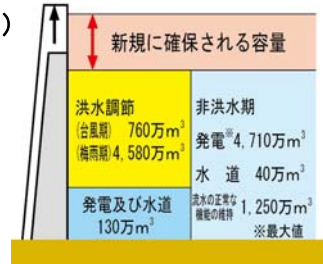 )
新規に確保される容量
洪水調節
(台風期) 760万m³
(梅雨期) 4,580万m³
発電及び水道
130万m³
非洪水期
発電※4,710万m³
水 道 40万m³
流水の正常な
機能の維持 1,250万m³
※最大値